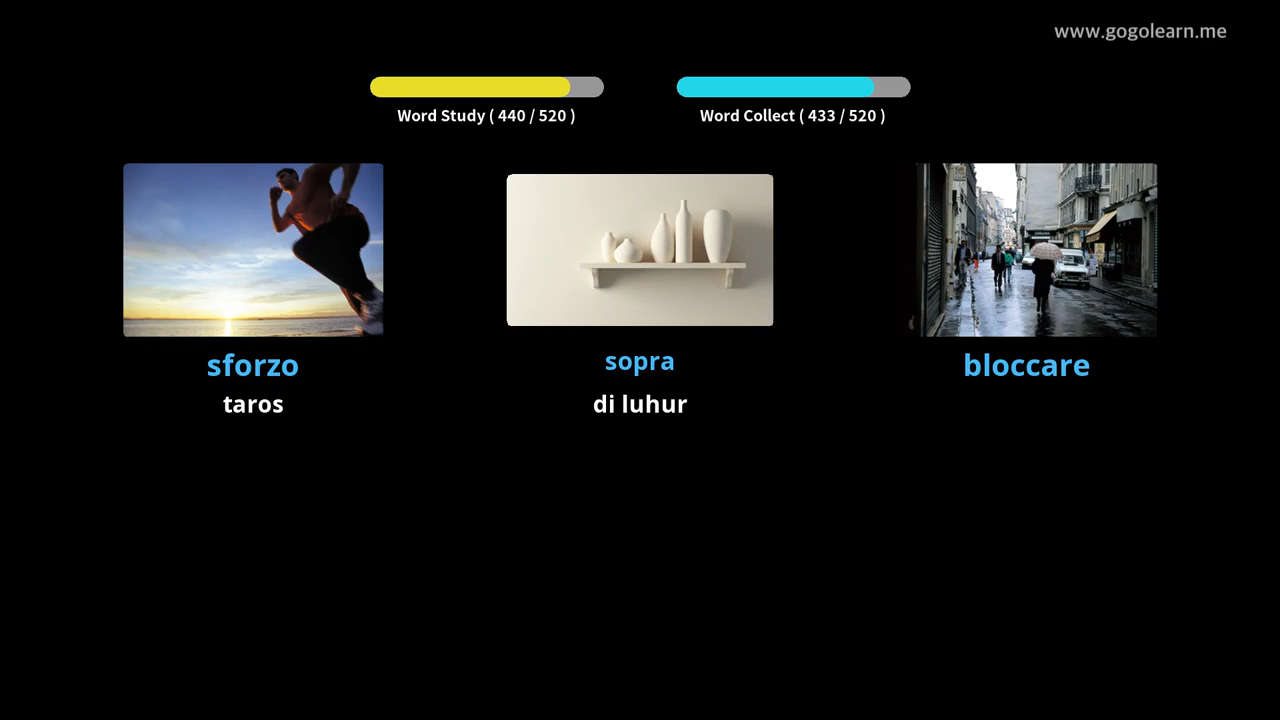 www.gogolearn.me
Word Study ( 440 / 520 )
Word Collect ( 433 / 520 )
sforzo
taros
sopra
di luhur
bloccare